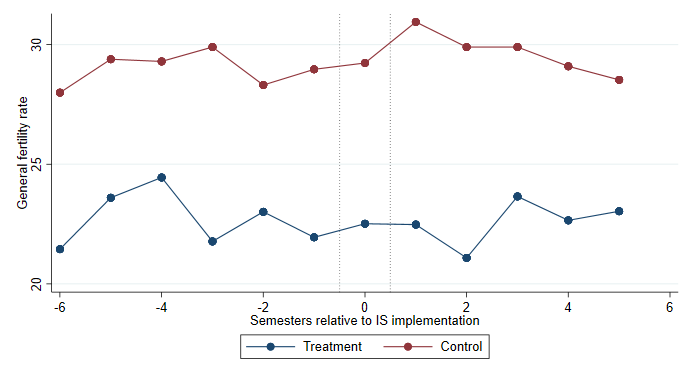 General fertility rate
30
25
20
-6 -4 -2 0 2 4 6
Semesters relative to IS implementation
Treatment Control